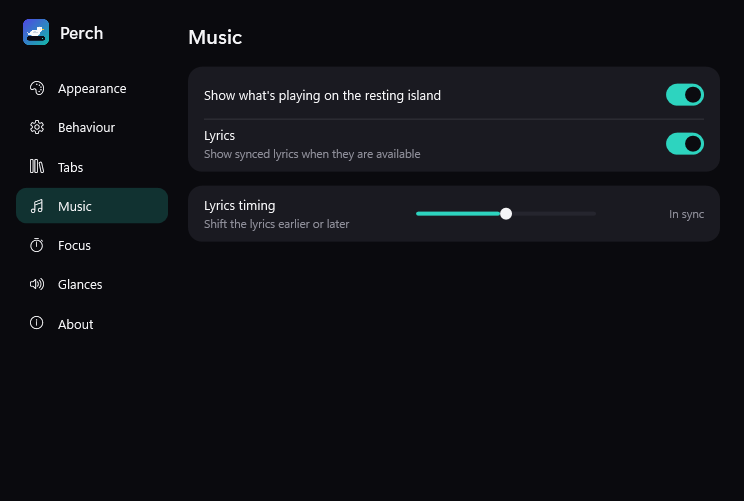 Perch
Appearance
Behaviour
Tabs
Music
Focus
Glances
About
Music
Show what's playing on the resting island
Lyrics
Show synced lyrics when they are available
Lyrics timing
Shift the lyrics earlier or later
In sync